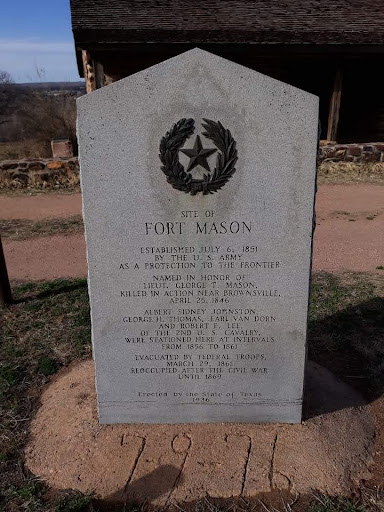 SITE OF
FORT MASON
ESTABLISHED JULY 6, 1851
BY THE U. S. ARMY
AS A PROTECTION TO THE FRONTIER
NAMED IN HONOR OF
LIEUT. GEORGE T. MASON,
KILLED IN ACTION NEAR BROWNSVILLE,
APRIL 25, 1846
ALBERT SIDNEY JOHNSTON,
GEORGE H. THOMAS, EARL VAN DORN
AND ROBERT E. LEE,
OF THE 2ND U. S. CAVALRY,
WERE STATIONED HERE AT INTERVALS
FROM 1856 TO 1861
EVACUATED BY FEDERAL TROOPS,
MARCH 29, 1861
REOCCUPIED AFTER THE CIVIL WAR
UNTIL 1869
Erected by the State of Texas
1936
1975